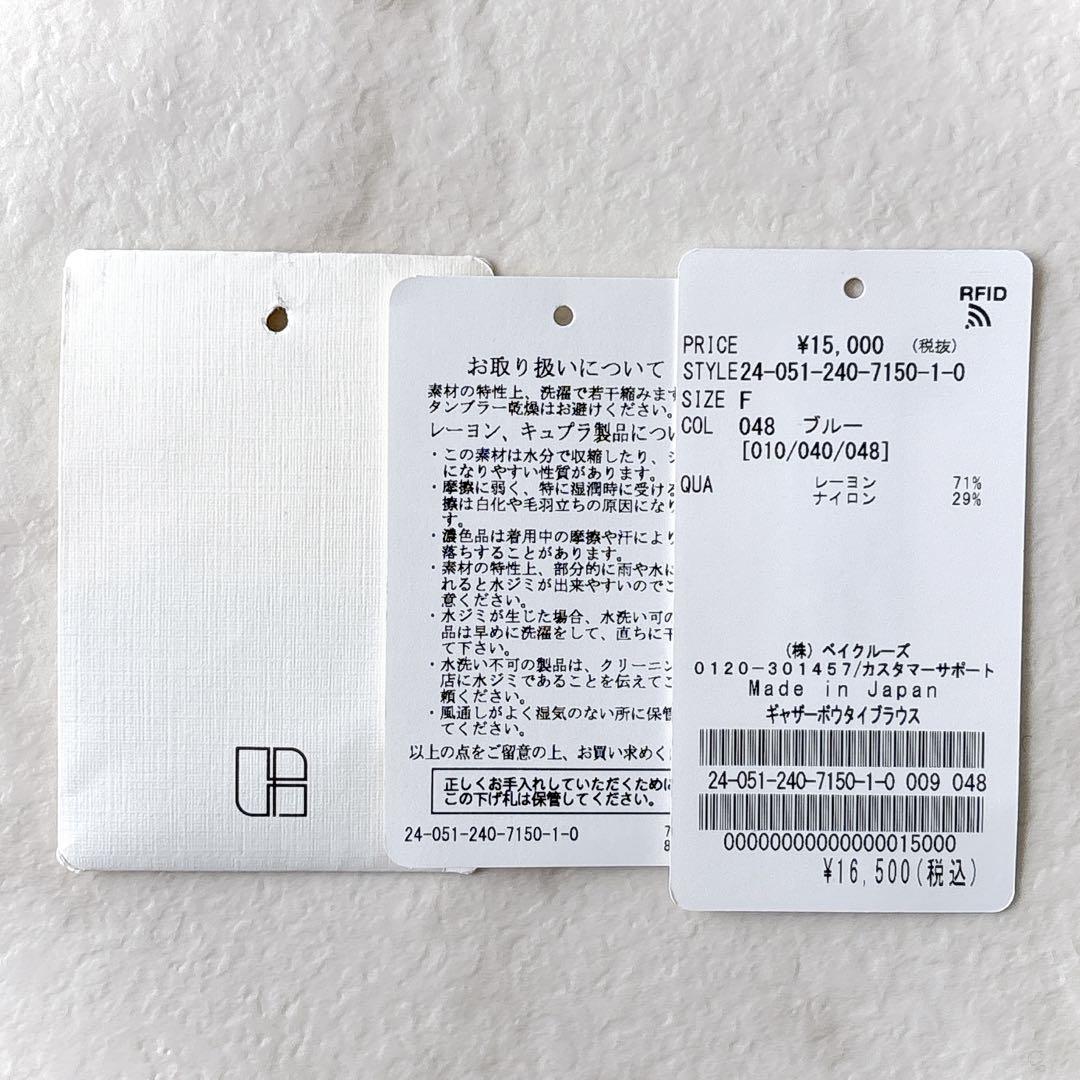 お取り扱いについて
素材の特性上、洗濯で若干縮みます
タンブラー乾燥はお避けください。
レーヨン、キュプラ製品につい
・この素材は水分で収縮したり、シ
になりやすい性質があります。
・摩擦に弱く、特に湿潤時に受ける
擦は白化や毛羽立ちの原因になり
す。
・濃色品は着用中の摩擦や汗により
落ちすることがあります。
・素材の特性上、部分的に雨や水に
れると水ジミが出来やすいのでご
意ください。
・水ジミが生じた場合、水洗い可の
品は早めに洗濯をして、直ちに干
て下さい。
・水洗い不可の製品は、クリーニン
店に水ジミであることを伝えてご
頼ください。
・風通しがよく湿気のない所に保管
てください。
以上の点をご留意の上、お買い求めく
正しくお手入れしていただくために
この下げ札は保管してください。
24-051-240-7150-1-0
RFID
PRICE ¥15,000 (税抜)
STYLE24-051-240-7150-1-0
SIZE F
COL 048 ブルー
[010/040/048]
QUA レーヨン 71%
ナイロン 29%
(株)ベイクルーズ
0120-301457/カスタマーサポート
Made in Japan
ギャザーボウタイブラウス
24-051-240-7150-1-0 009 048
00000000000000015000
¥16,500(税込)